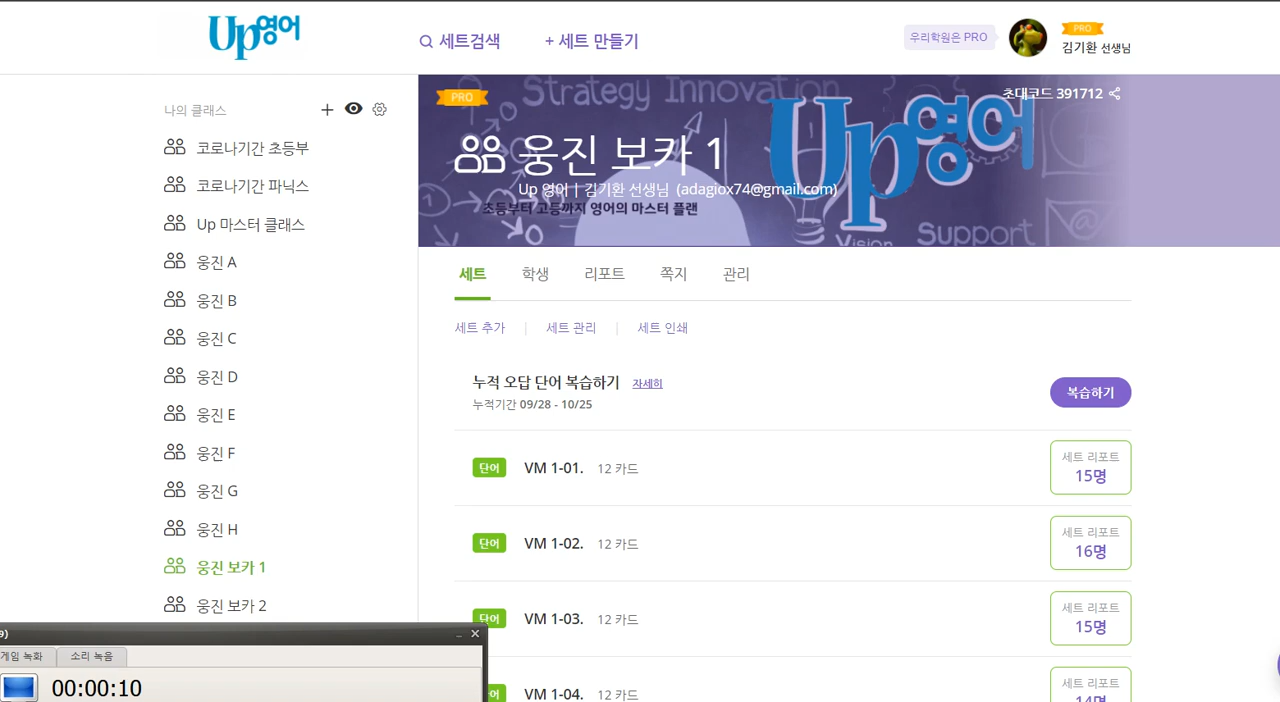 Up영어
세트검색
+ 세트 만들기
우리학원은 PRO
PRO
김기환 선생님
나의 클래스
코로나기간 초등부
코로나기간 파닉스
Up 마스터 클래스
웅진 A
웅진 B
웅진 C
웅진 D
웅진 E
웅진 F
웅진 G
웅진 H
웅진 보카 1
웅진 보카 2
PRO
Strategy Innovation
초대코드 391712
웅진 보카 1
Up영어
Up 영어 | 김기환 선생님 (adagiox74@gmail.com)
초등부터 고등까지 영어의 마스터 플랜
Vision
Support
세트 학생 리포트 쪽지 관리
세트 추가 | 세트 관리 | 세트 인쇄
누적 오답 단어 복습하기 자세히
누적기간 09/28 - 10/25
복습하기
단어 VM 1-01. 12 카드
세트 리포트
15명
단어 VM 1-02. 12 카드
세트 리포트
16명
단어 VM 1-03. 12 카드
세트 리포트
15명
VM 1-04. 12 카드
세트 리포트
14명
9)
게임 녹화 소리 녹음
00:00:10